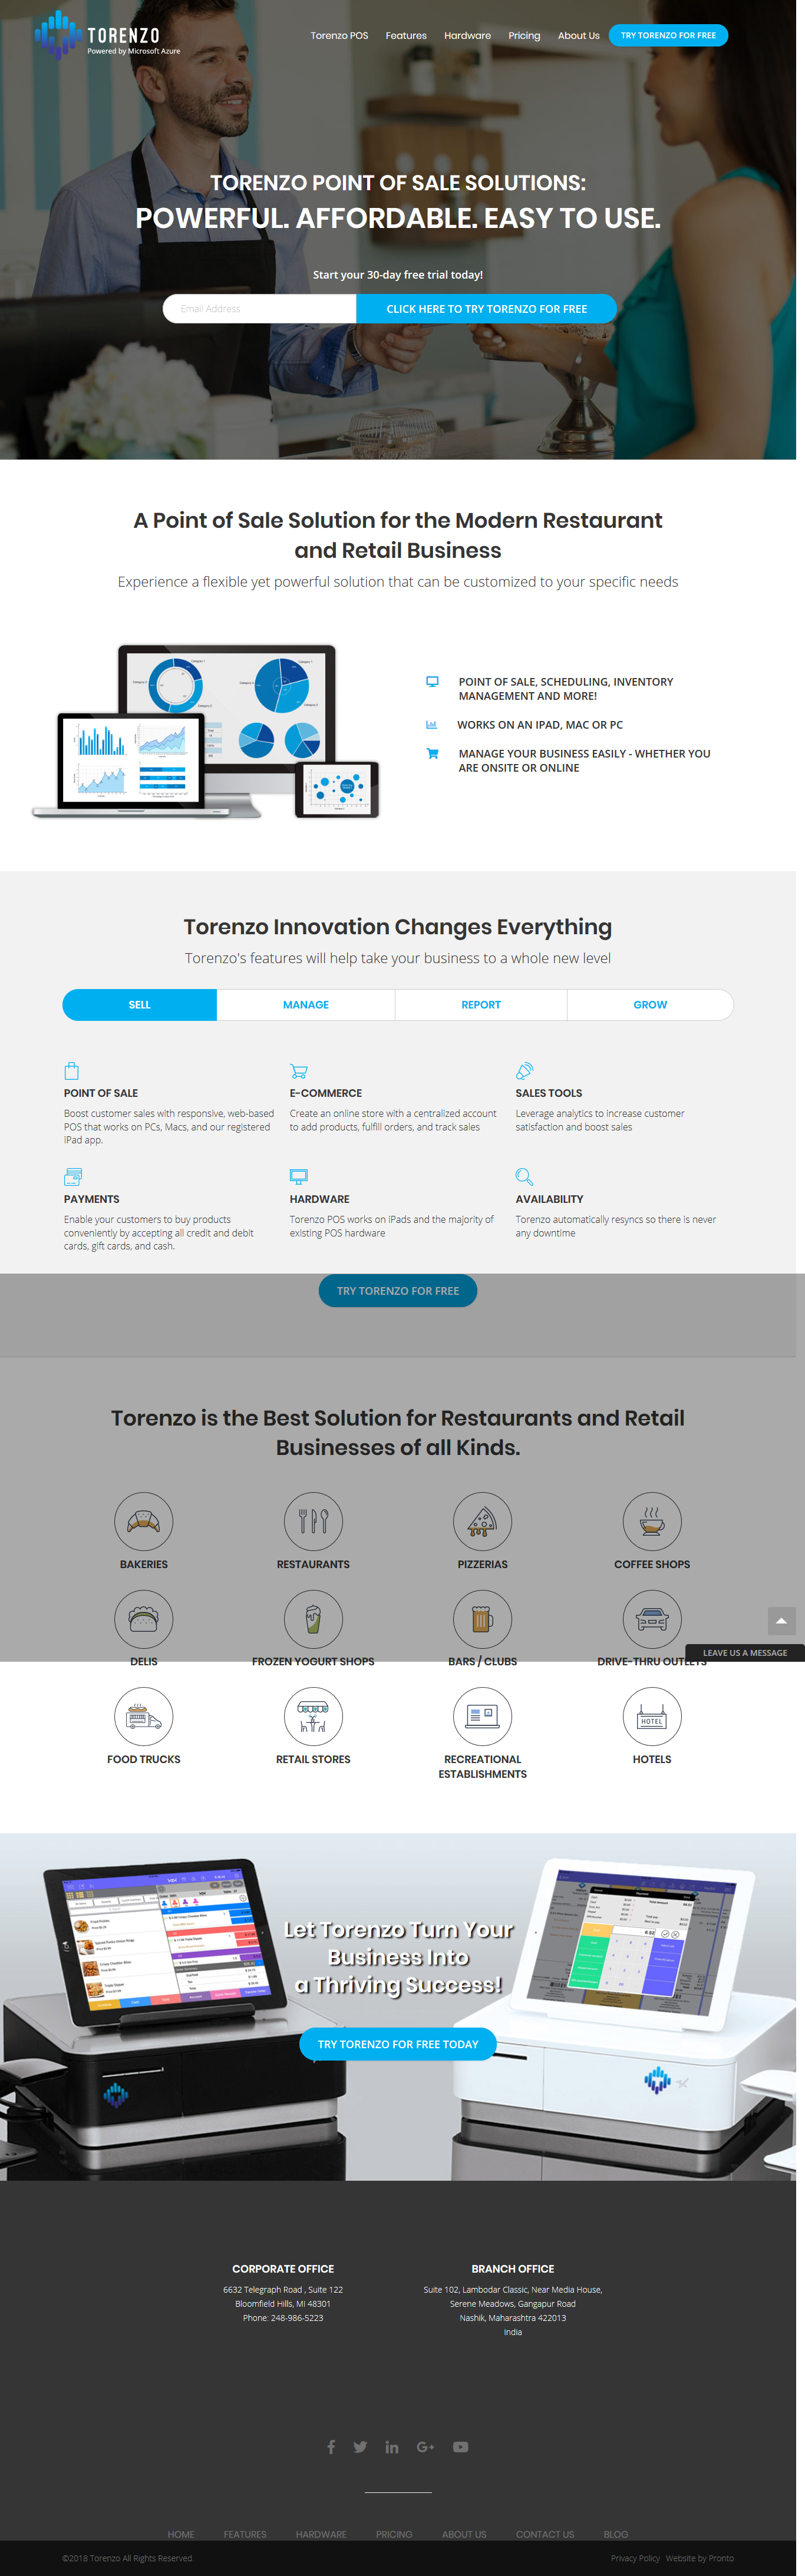 TORENZO
Powered by Microsoft Azure
Torenzo POS
Features
Hardware
Pricing
About Us
TRY TORENZO FOR FREE
TORENZO POINT OF SALE SOLUTIONS:
POWERFUL. AFFORDABLE. EASY TO USE.
Start your 30-day free trial today!
Email Address
CLICK HERE TO TRY TORENZO FOR FREE
A Point of Sale Solution for the Modern Restaurant
and Retail Business
Experience a flexible yet powerful solution that can be customized to your specific needs
POINT OF SALE, SCHEDULING, INVENTORY
MANAGEMENT AND MORE!
WORKS ON AN IPAD, MAC OR PC
MANAGE YOUR BUSINESS EASILY - WHETHER YOU
ARE ONSITE OR ONLINE
Torenzo Innovation Changes Everything
Torenzo's features will help take your business to a whole new level
SELL
MANAGE
REPORT
GROW
POINT OF SALE
Boost customer sales with responsive, web-based
POS that works on PCs, Macs, and our registered
iPad app.
E-COMMERCE
Create an online store with a centralized account
to add products, fulfill orders, and track sales
SALES TOOLS
Leverage analytics to increase customer
satisfaction and boost sales
PAYMENTS
Enable your customers to buy products
conveniently by accepting all credit and debit
cards, gift cards, and cash.
HARDWARE
Torenzo POS works on iPads and the majority of
existing POS hardware
AVAILABILITY
Torenzo automatically resyncs so there is never
any downtime
TRY TORENZO FOR FREE
Torenzo is the Best Solution for Restaurants and Retail
Businesses of all Kinds.
BAKERIES
RESTAURANTS
PIZZERIAS
COFFEE SHOPS
DELIS
FROZEN YOGURT SHOPS
BARS / CLUBS
DRIVE-THRU OUTLETS
LEAVE US A MESSAGE
FOOD TRUCKS
RETAIL STORES
RECREATIONAL
ESTABLISHMENTS
HOTEL
HOTELS
Let Torenzo Turn Your
Business Into
a Thriving Success!
TRY TORENZO FOR FREE TODAY
CORPORATE OFFICE
6632 Telegraph Road , Suite 122
Bloomfield Hills, MI 48301
Phone: 248-986-5223
BRANCH OFFICE
Suite 102, Lambodar Classic, Near Media House,
Serene Meadows, Gangapur Road
Nashik, Maharashtra 422013
India
HOME
FEATURES
HARDWARE
PRICING
ABOUT US
CONTACT US
BLOG
©2018 Torenzo All Rights Reserved.
Privacy Policy
Website by Pronto